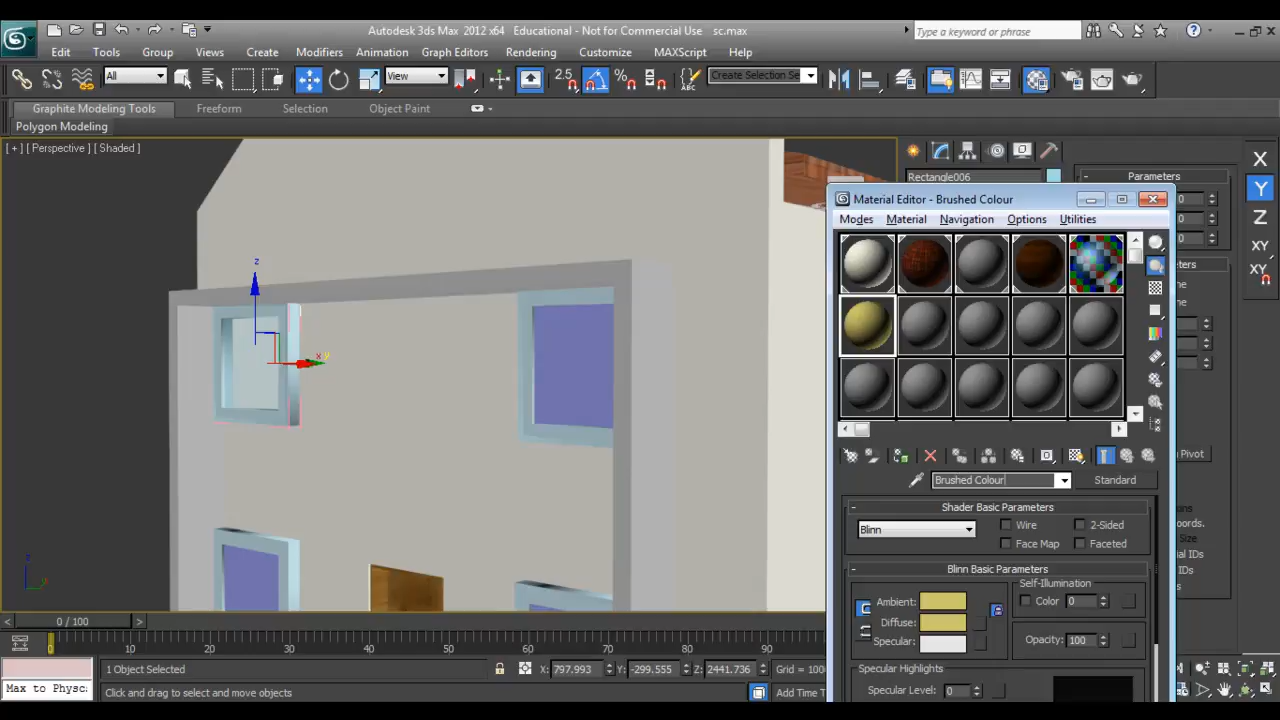 Autodesk 3ds Max 2012 x64 Educational - Not for Commercial Use sc.max
Type a keyword or phrase
Edit Tools Group Views Create Modifiers Animation Graph Editors Rendering Customize MAXScript Help
All View 2.5 Create Selection Se
Graphite Modeling Tools Freeform Selection Object Paint
Polygon Modeling
[ + ] [ Perspective ] [ Shaded ]
Rectangle006
Parameters
X
Y
Z
XY
XY
Material Editor - Brushed Colour
Modes Material Navigation Options Utilities
Brushed Colour Standard
Shader Basic Parameters
Blinn Wire 2-Sided
Face Map Faceted
Blinn Basic Parameters
Self-Illumination
Ambient: Color 0
Diffuse:
Specular: Opacity: 100
Specular Highlights
Specular Level: 0
Pivot
oords.
Size
ial IDs
IDs
z
x y
z
y
0 / 100
0 10 20 30 40 50 60 70 80 90
1 Object Selected X: 797.993 Y: -299.555 Z: 2441.736 Grid = 100
Max to Physc Click and drag to select and move objects Add Time T